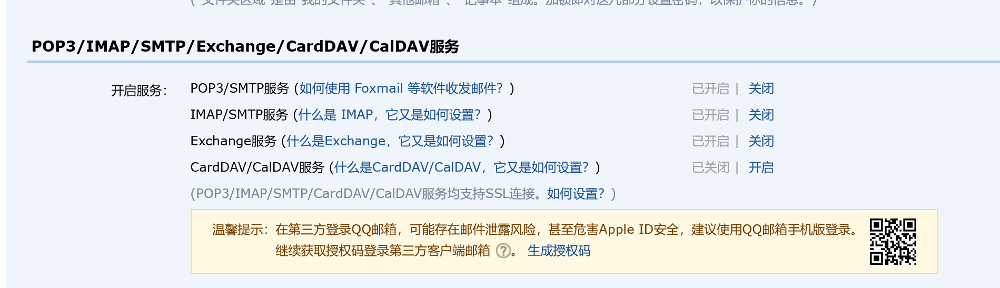 (“文件夹区域”是由“我的文件夹”、“其他邮箱”、“记事本”组成。加锁即对这几部分设置密码，以保护你的信息。)
POP3/IMAP/SMTP/Exchange/CardDAV/CalDAV服务
开启服务： POP3/SMTP服务 (如何使用 Foxmail 等软件收发邮件？) 已开启 | 关闭
IMAP/SMTP服务 (什么是 IMAP，它又是如何设置？) 已开启 | 关闭
Exchange服务 (什么是Exchange，它又是如何设置？) 已开启 | 关闭
CardDAV/CalDAV服务 (什么是CardDAV/CalDAV，它又是如何设置？) 已关闭 | 开启
(POP3/IMAP/SMTP/CardDAV/CalDAV服务均支持SSL连接。如何设置？)
温馨提示：在第三方登录QQ邮箱，可能存在邮件泄露风险，甚至危害Apple ID安全，建议使用QQ邮箱手机版登录。
继续获取授权码登录第三方客户端邮箱 ?。 生成授权码